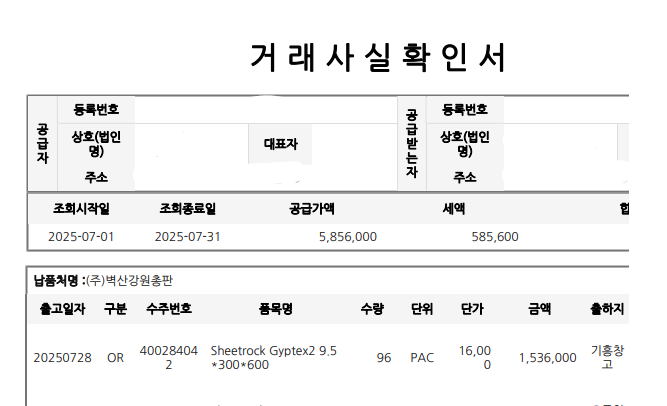 거 래 사 실 확 인 서
공급자 등록번호 공급받는자 등록번호
상호(법인명) 대표자 상호(법인명)
주소 주소
조회시작일 조회종료일 공급가액 세액 합
2025-07-01 2025-07-31 5,856,000 585,600
납품처명 :(주)벽산강원총판
출고일자 구분 수주번호 품목명 수량 단위 단가 금액 출하지
20250728 OR 400284042 Sheetrock Gyptex2 9.5 96 PAC 16,000 1,536,000 기흥창고
*300*600